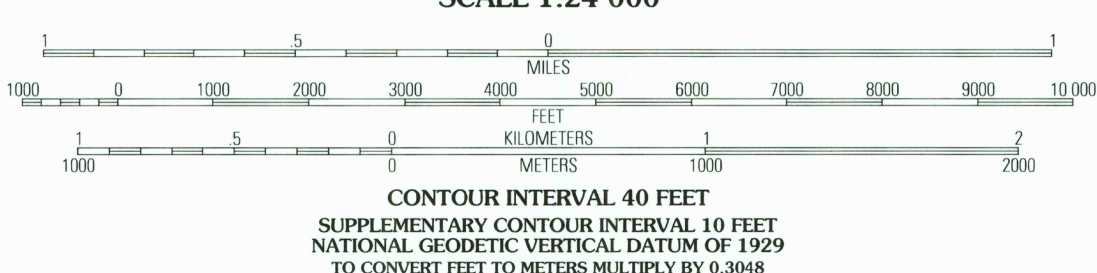 SCALE 1:24 000
1 .5 0 1
MILES
1000 0 1000 2000 3000 4000 5000 6000 7000 8000 9000 10 000
FEET
1 .5 0 KILOMETERS 1 2
1000 0 METERS 1000 2000
CONTOUR INTERVAL 40 FEET
SUPPLEMENTARY CONTOUR INTERVAL 10 FEET
NATIONAL GEODETIC VERTICAL DATUM OF 1929
TO CONVERT FEET TO METERS MULTIPLY BY 0.3048